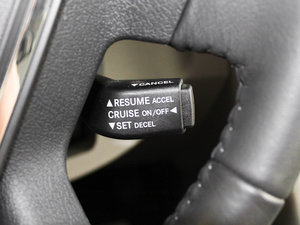 ▼CANCEL
▲RESUME ACCEL
CRUISE ON/OFF◀
▼SET DECEL